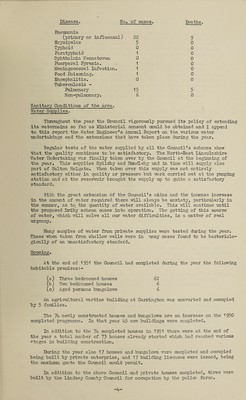 Disease. No. of cases. Deaths.
Pneumonia
(primary or influenzal) 22 5
Erysipelas 5 0
Typhoid 0 0
Paratyphoid 1 0
Ophthalmia Neonatorum 0 0
Puerperal Pyrexia. 1 0
Meningococcal Infection. 1 0
Food Poisoning. 1 0
Encephalitis. 0 0
Tuberculosis -
Pulmonary 15 5
Non-pulmonary. 6 0
Sanitary Conditions of the Area.
Water Supplies.
Throughout the year the Council vigorously pursued its policy of extending
its watermains so far as Ministerial consent could be obtained and I append
to this report the Water Engineer's Annual Report on the various water
undertakings and the extensions that have taken place during the year.
Regular tests of the water supplied by all the Council's schemes show
that the quality continues to be satisfactory. The North-East Lincolnshire
Water Undertaking was finally taken over by the Council at the beginning of
the year. This supplies Spilsby and Hundleby and in time will supply also
part of Halton Holgate. When taken over this supply was not entirely
satisfactory either in quality or pressure but work carried out at the pumping
station and at the reservoir brought the supply up to quite a satisfactory
standard.
With the great extension of the Council's mains and the immense increase
in the amount of water required there will always be anxiety, particularly in
the summer, as to the quantity of water available. This will continue until
the proposed Irby scheme comes into operation. The getting of this source
of water, which will solve all our water difficulties, is a matter of real
urgency.
Many samples of water from private supplies were tested during the year.
These when taken from shallow wells were in many cases found to be bacterio-
logically of an unsatisfactory standard.
Housing.
At the end of 1951 the Council had completed during the year the following
habitable premises:-
(a) Three bedroomed houses 62
(b) Two bedroomed houses 6
(c) Aged persons bungalows 6
An agricultural wartime building at Carrington was converted and occupied
by 5 families.
The 74 newly constructed houses and bungalows are an increase on the 1950
completed programme. In that year 48 new buildings were completed.
In addition to the 74 completed houses in 1951 there were at the end of
the year a total number of 73 houses already started which had reached various
stages in building construction.
During the year also 17 houses and bungalows were completed and occupied
being built by private enterprise, and 17 building licences were issued, being
the maximum quota the Council would permit.
In addition to the above Council and private houses completed, three were
built by the Lindsey County Council for occupation by the police force.
-4-